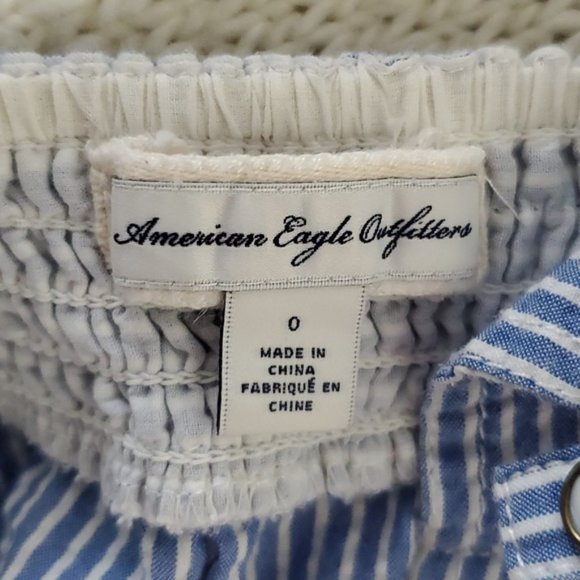 American Eagle Outfitters
0
MADE IN
CHINA
FABRIQUÉ EN
CHINE